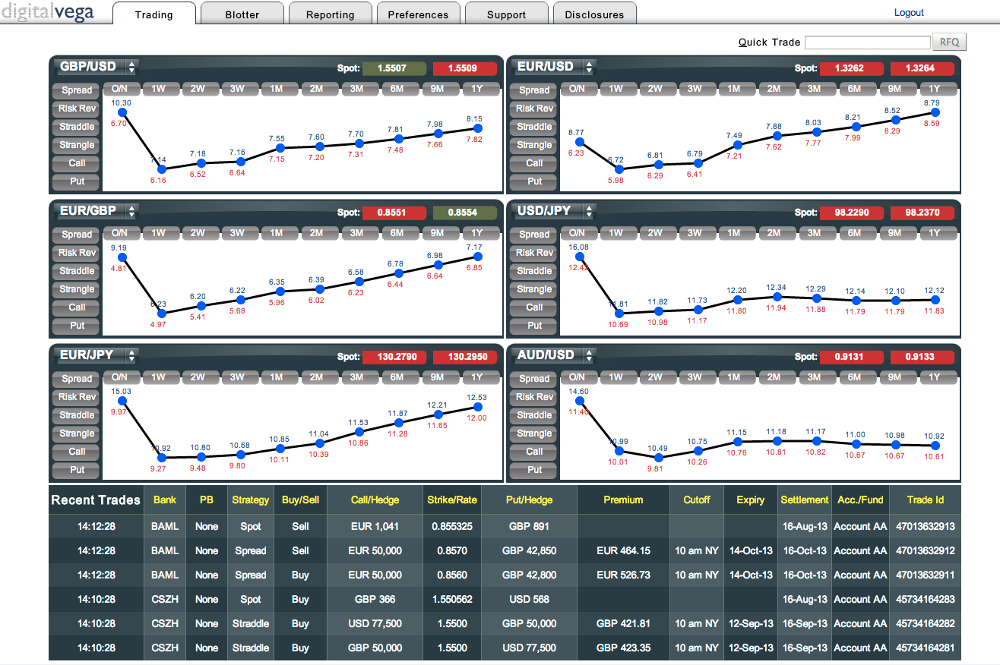 digitalvega Trading Blotter Reporting Preferences Support Disclosures Logout
Quick Trade RFQ
GBP/USD Spot: 1.5507 1.5509
Spread O/N 1W 2W 3W 1M 2M 3M 6M 9M 1Y
Risk Rev
Straddle
Strangle
Call
Put
10.30 7.14 7.18 7.16 7.55 7.60 7.70 7.81 7.98 8.15
6.70 6.16 6.52 6.64 7.15 7.20 7.31 7.48 7.66 7.82
EUR/USD Spot: 1.3262 1.3264
Spread O/N 1W 2W 3W 1M 2M 3M 6M 9M 1Y
Risk Rev
Straddle
Strangle
Call
Put
8.77 6.72 6.81 6.79 7.49 7.88 8.03 8.21 8.52 8.79
6.23 5.98 6.29 6.41 7.21 7.62 7.77 7.99 8.29 8.59
EUR/GBP Spot: 0.8551 0.8554
Spread O/N 1W 2W 3W 1M 2M 3M 6M 9M 1Y
Risk Rev
Straddle
Strangle
Call
Put
9.19 6.23 6.20 6.22 6.35 6.39 6.58 6.78 6.98 7.17
4.81 4.97 5.41 5.68 5.96 6.02 6.23 6.44 6.64 6.85
USD/JPY Spot: 98.2290 98.2370
Spread O/N 1W 2W 3W 1M 2M 3M 6M 9M 1Y
Risk Rev
Straddle
Strangle
Call
Put
16.08 11.81 11.82 11.73 12.20 12.34 12.29 12.14 12.10 12.12
12.42 10.69 10.98 11.17 11.80 11.94 11.88 11.79 11.79 11.83
EUR/JPY Spot: 130.2790 130.2950
Spread O/N 1W 2W 3W 1M 2M 3M 6M 9M 1Y
Risk Rev
Straddle
Strangle
Call
Put
15.03 10.92 10.80 10.68 10.85 11.04 11.53 11.87 12.21 12.53
9.97 9.27 9.48 9.80 10.11 10.39 10.86 11.28 11.65 12.00
AUD/USD Spot: 0.9131 0.9133
Spread O/N 1W 2W 3W 1M 2M 3M 6M 9M 1Y
Risk Rev
Straddle
Strangle
Call
Put
14.60 10.99 10.49 10.75 11.15 11.18 11.17 11.00 10.98 10.92
11.40 10.01 9.81 10.26 10.76 10.81 10.82 10.67 10.67 10.61
Recent Trades Bank PB Strategy Buy/Sell Call/Hedge Strike/Rate Put/Hedge Premium Cutoff Expiry Settlement Acc./Fund Trade Id
14:12:28 BAML None Spot Sell EUR 1,041 0.855325 GBP 891 16-Aug-13 Account AA 47013632913
14:12:28 BAML None Spread Sell EUR 50,000 0.8570 GBP 42,850 EUR 464.15 10 am NY 14-Oct-13 16-Oct-13 Account AA 47013632912
14:12:28 BAML None Spread Buy EUR 50,000 0.8560 GBP 42,800 EUR 526.73 10 am NY 14-Oct-13 16-Oct-13 Account AA 47013632911
14:10:28 CSZH None Spot Buy GBP 366 1.550562 USD 568 16-Aug-13 Account AA 45734164283
14:10:28 CSZH None Straddle Buy USD 77,500 1.5500 GBP 50,000 GBP 421.81 10 am NY 12-Sep-13 16-Sep-13 Account AA 45734164282
14:10:28 CSZH None Straddle Buy GBP 50,000 1.5500 USD 77,500 GBP 423.35 10 am NY 12-Sep-13 16-Sep-13 Account AA 45734164281